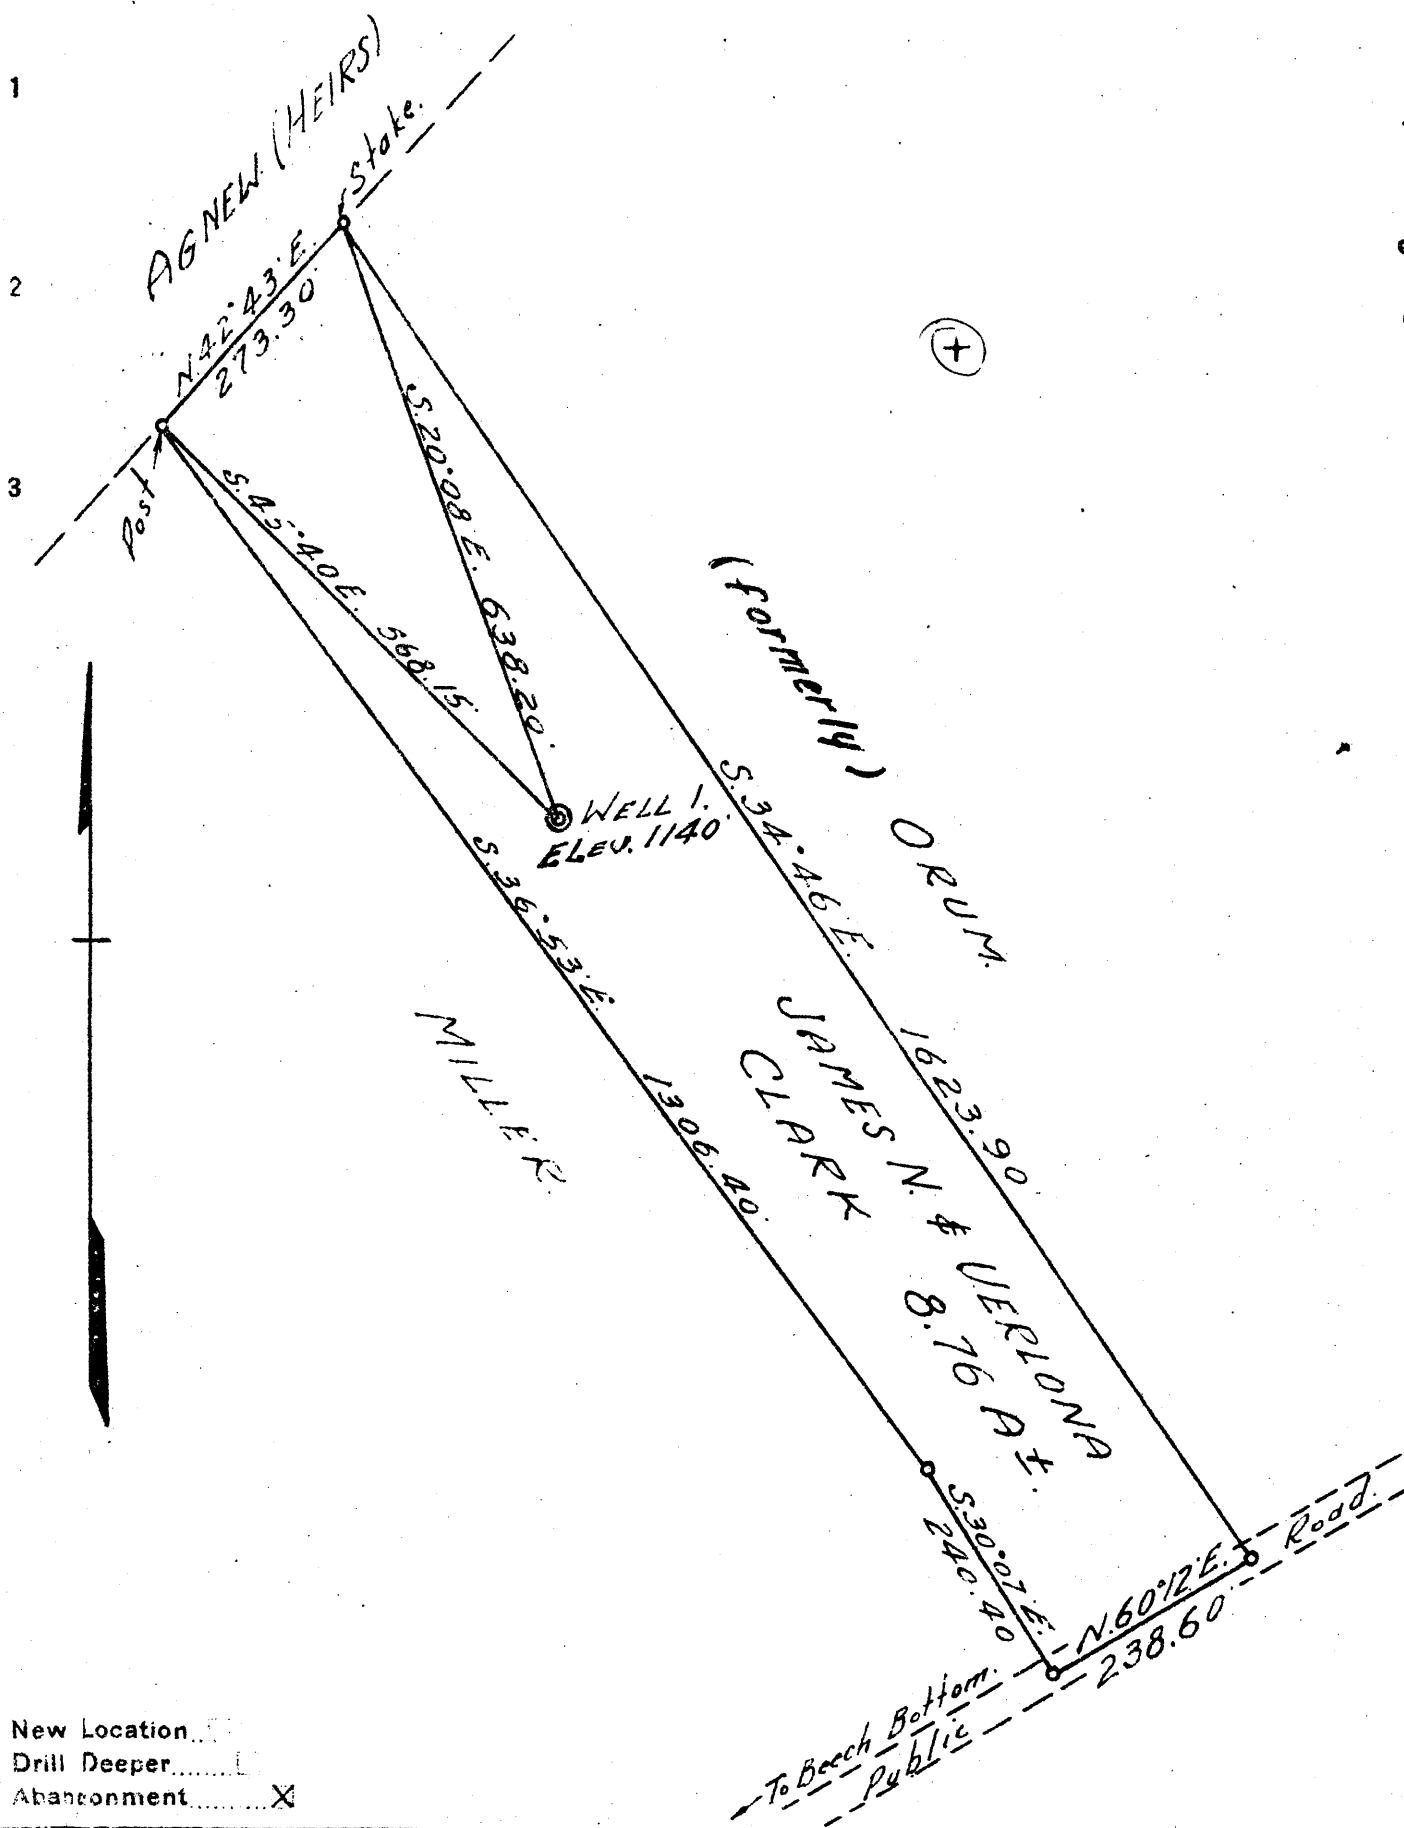 1
AGNEW. (HEIRS)
Stake.
2
N.42°43'E.
273.30'
3
Post
S.45°40'E. 568.15'
S.20°08'E. 638.20'
(formerly) ORUM.
WELL 1.
ELEV. 1140'
S.34°46'E. 1623.90
S.36°53'E. 1306.40'
MILLER.
JAMES N. & VERLONA
CLARK 8.76 A ±.
S.30°07'E.
240.40
N.60°12'E.
238.60'
Road.
To Beech Bottom.
Public
New Location
Drill Deeper
Abandonment X